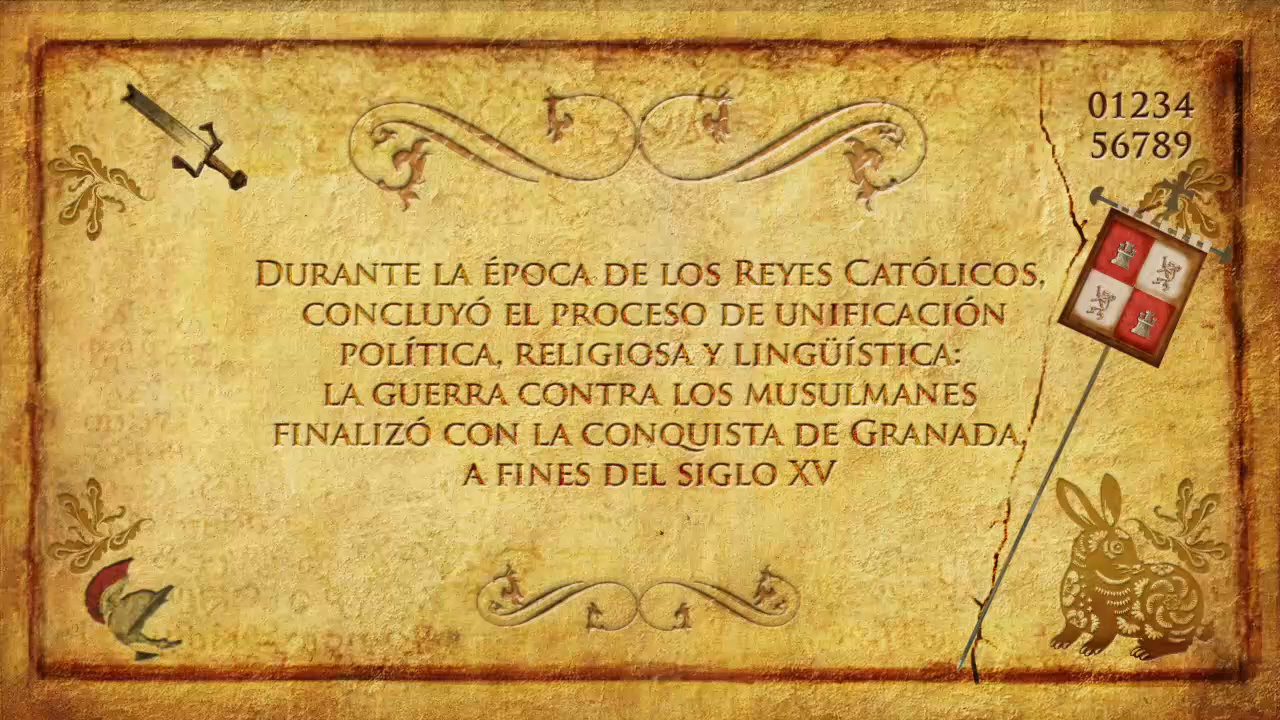 01234
56789
Durante la época de los Reyes Católicos,
concluyó el proceso de unificación
política, religiosa y lingüística:
la guerra contra los musulmanes
finalizó con la conquista de Granada,
a fines del siglo XV